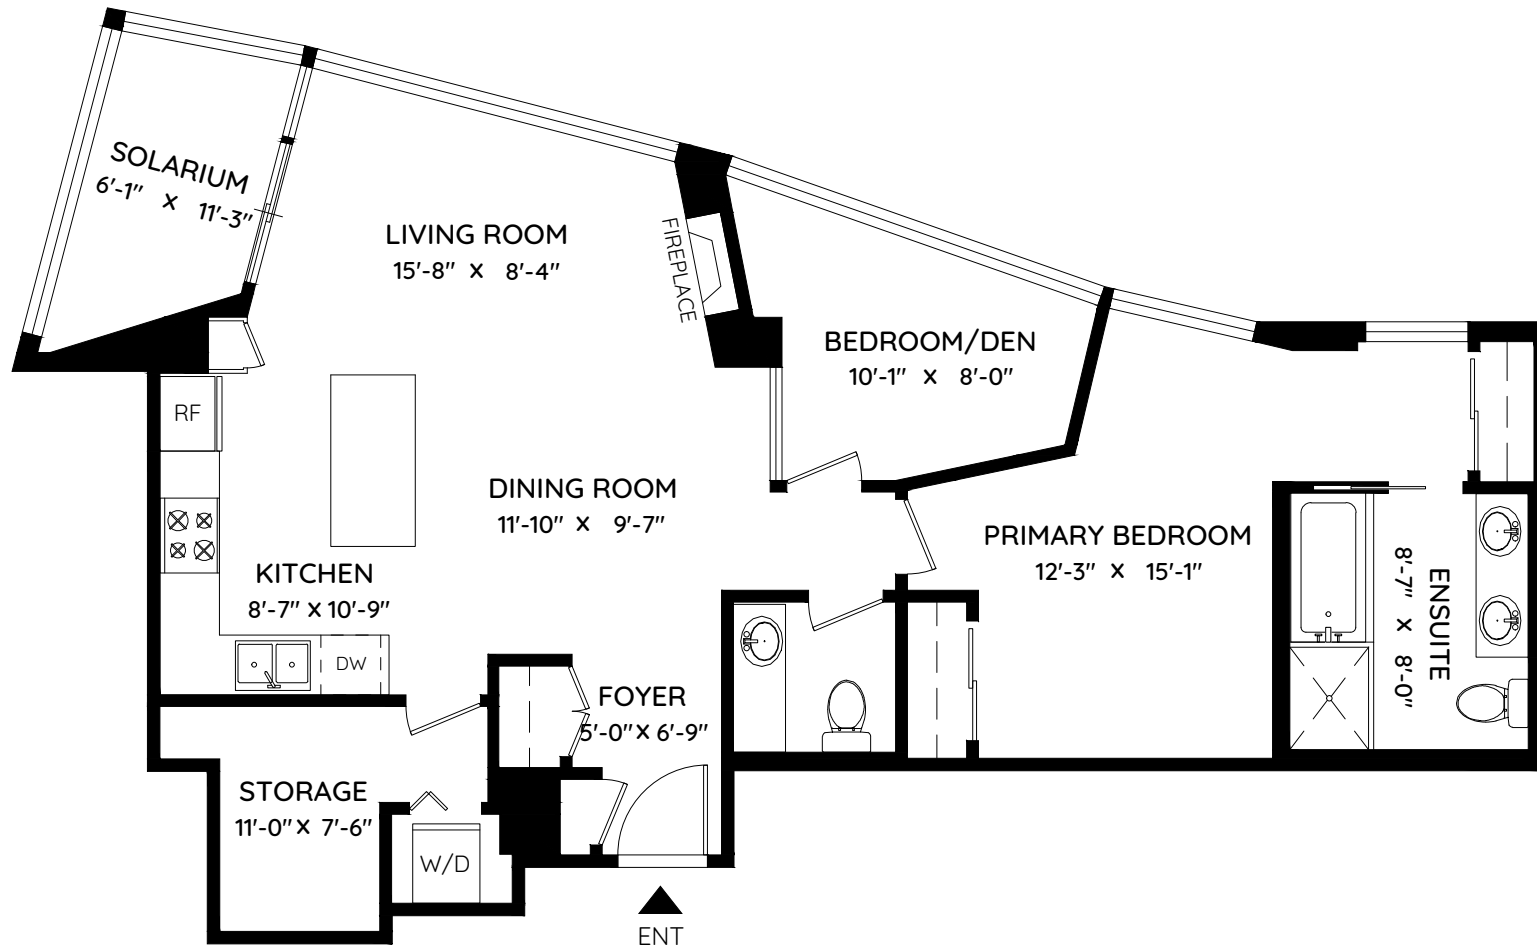 SOLARIUM
6'-1" X 11'-3"
LIVING ROOM
15'-8" X 8'-4"
FIREPLACE
BEDROOM/DEN
10'-1" X 8'-0"
RF
DINING ROOM
11'-10" X 9'-7"
PRIMARY BEDROOM
12'-3" X 15'-1"
KITCHEN
8'-7" X 10'-9"
ENSUITE
8'-7" X 8'-0"
DW
FOYER
5'-0" X 6'-9"
STORAGE
11'-0" X 7'-6"
W/D
ENT